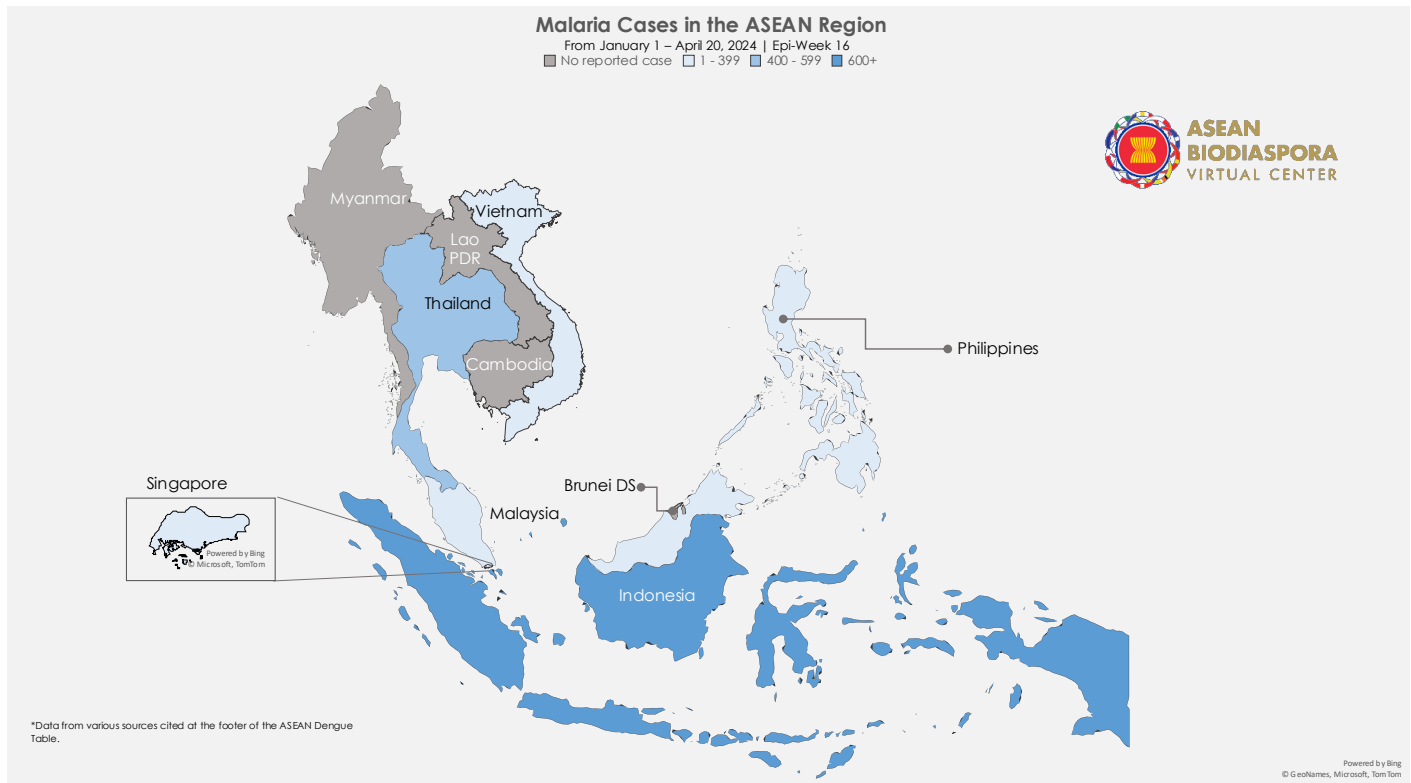 Malaria Cases in the ASEAN Region
From January 1 – April 20, 2024 | Epi-Week 16
No reported case 1 - 399 400 - 599 600+
ASEAN
BIODIASPORA
VIRTUAL CENTER
Myanmar
Vietnam
Lao
PDR
Thailand
Cambodia
Philippines
Singapore
Brunei DS
Malaysia
Powered by Bing
© Microsoft, TomTom
Indonesia
*Data from various sources cited at the footer of the ASEAN Dengue
Table.
Powered by Bing
© GeoNames, Microsoft, TomTom